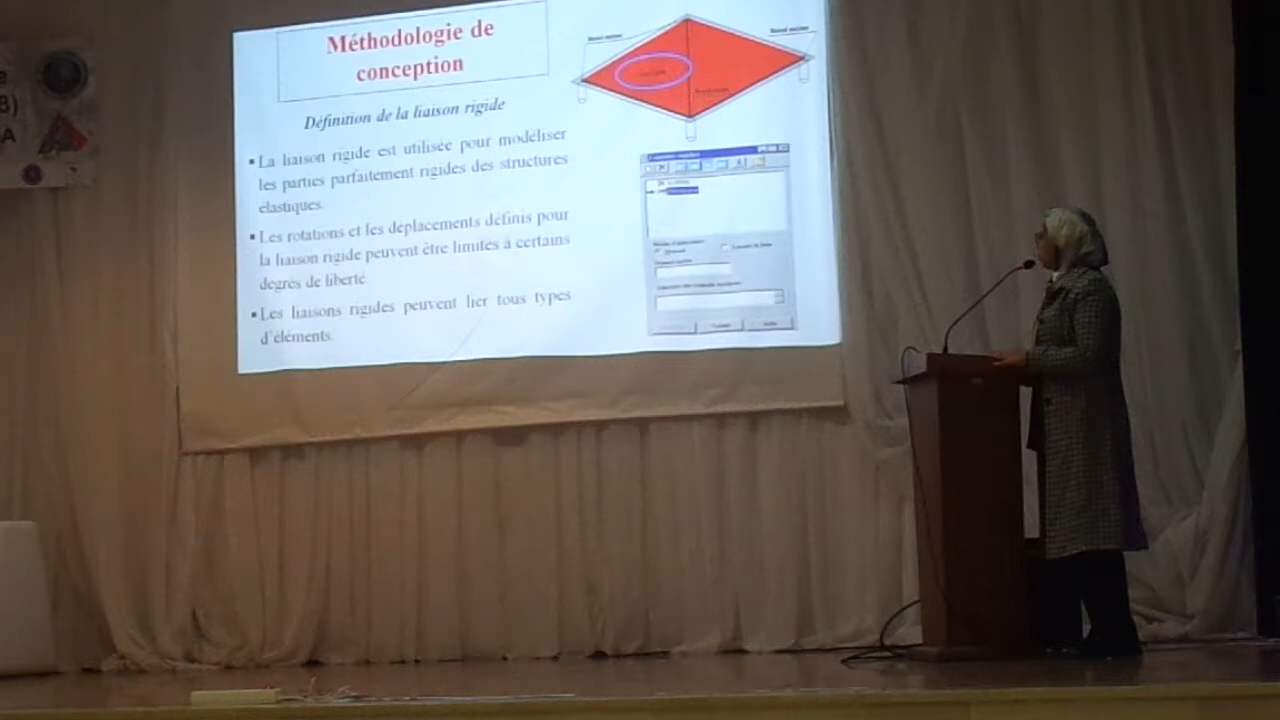 Méthodologie de
conception
Définition de la liaison rigide
▪ La liaison rigide est utilisée pour modéliser
les parties parfaitement rigides des structures
élastiques.
▪ Les rotations et les déplacements définis pour
la liaison rigide peuvent être limités à certains
degrés de liberté
▪ Les liaisons rigides peuvent lier tous types
d'éléments.
B)
A